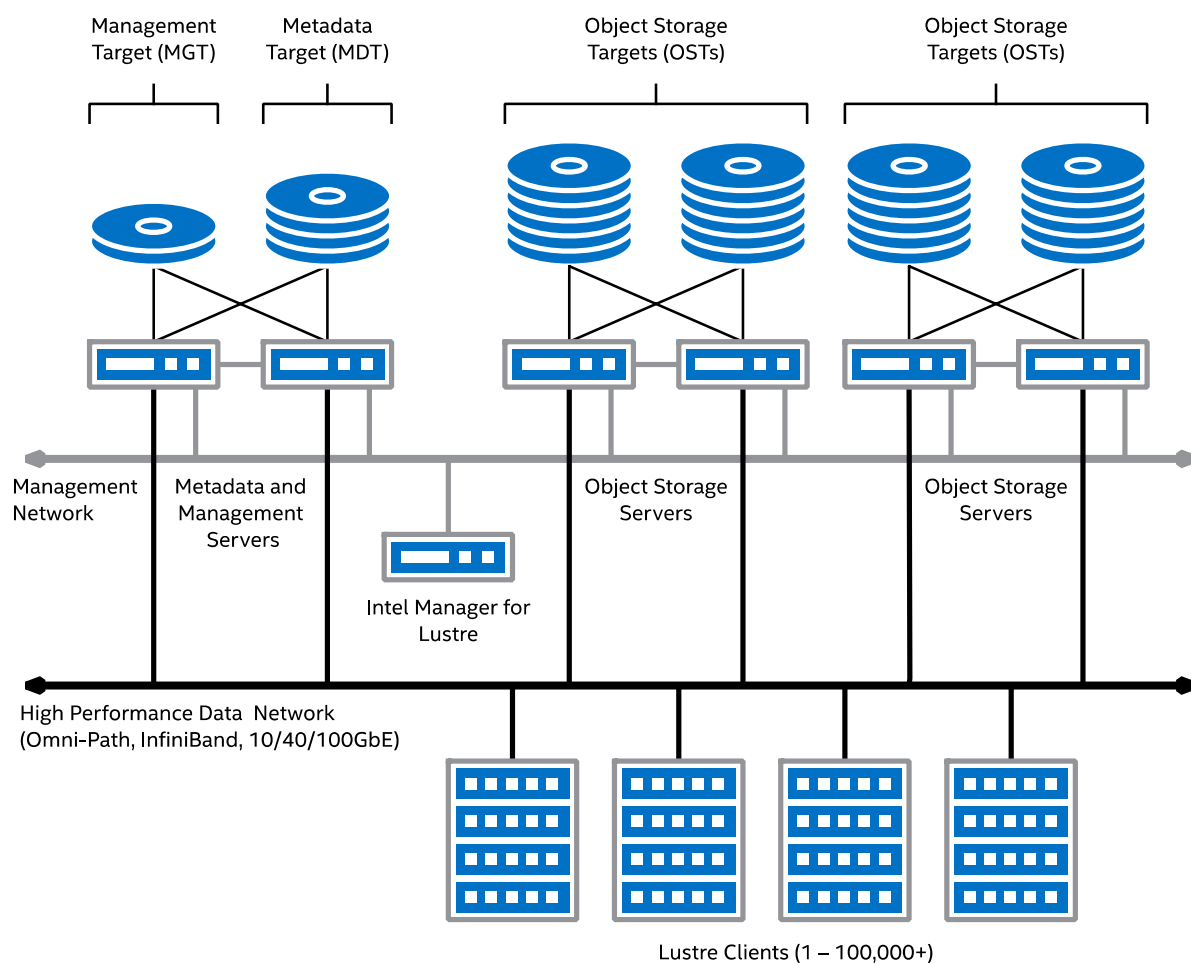 Management
Target (MGT)
Metadata
Target (MDT)
Object Storage
Targets (OSTs)
Object Storage
Targets (OSTs)
Management
Network
Metadata and
Management
Servers
Object Storage
Servers
Object Storage
Servers
Intel Manager for
Lustre
High Performance Data Network
(Omni-Path, InfiniBand, 10/40/100GbE)
Lustre Clients (1 – 100,000+)